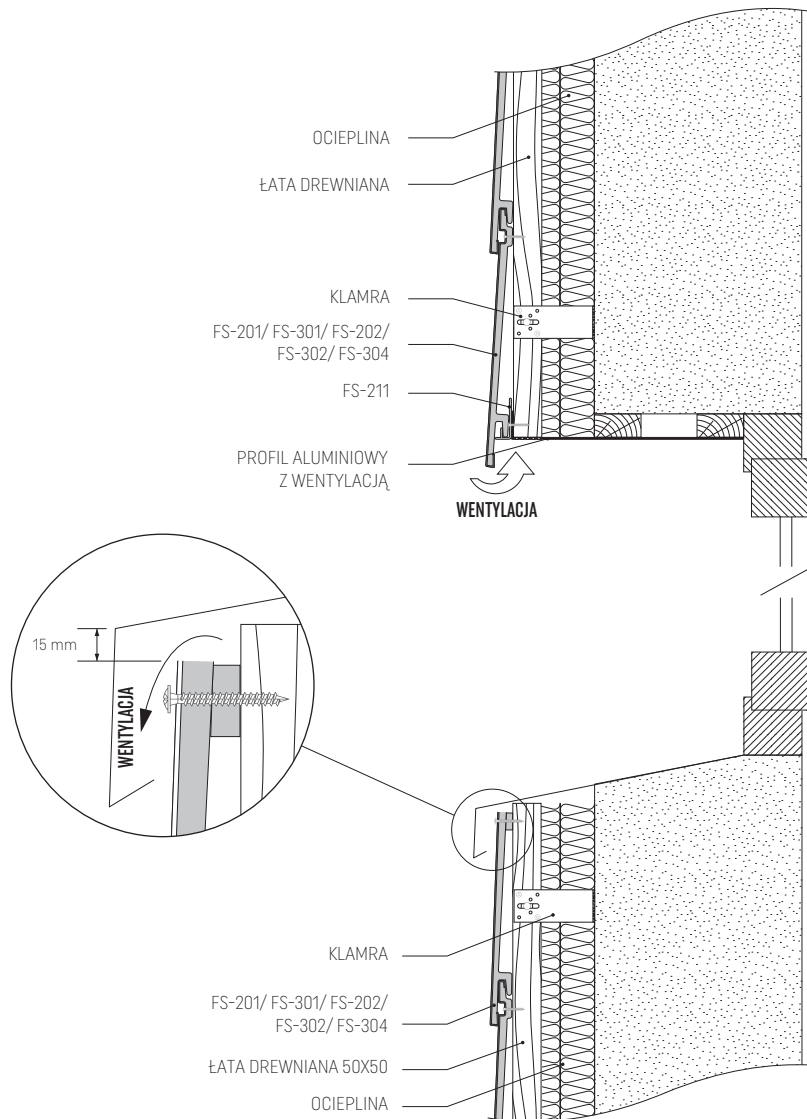 OCIEPLINA
ŁATA DREWNIANA
KLAMRA
FS-201/ FS-301/ FS-202/
FS-302/ FS-304
FS-211
PROFIL ALUMINIOWY
Z WENTYLACJĄ
WENTYLACJA
15 mm
WENTYLACJA
KLAMRA
FS-201/ FS-301/ FS-202/
FS-302/ FS-304
ŁATA DREWNIANA 50X50
OCIEPLINA